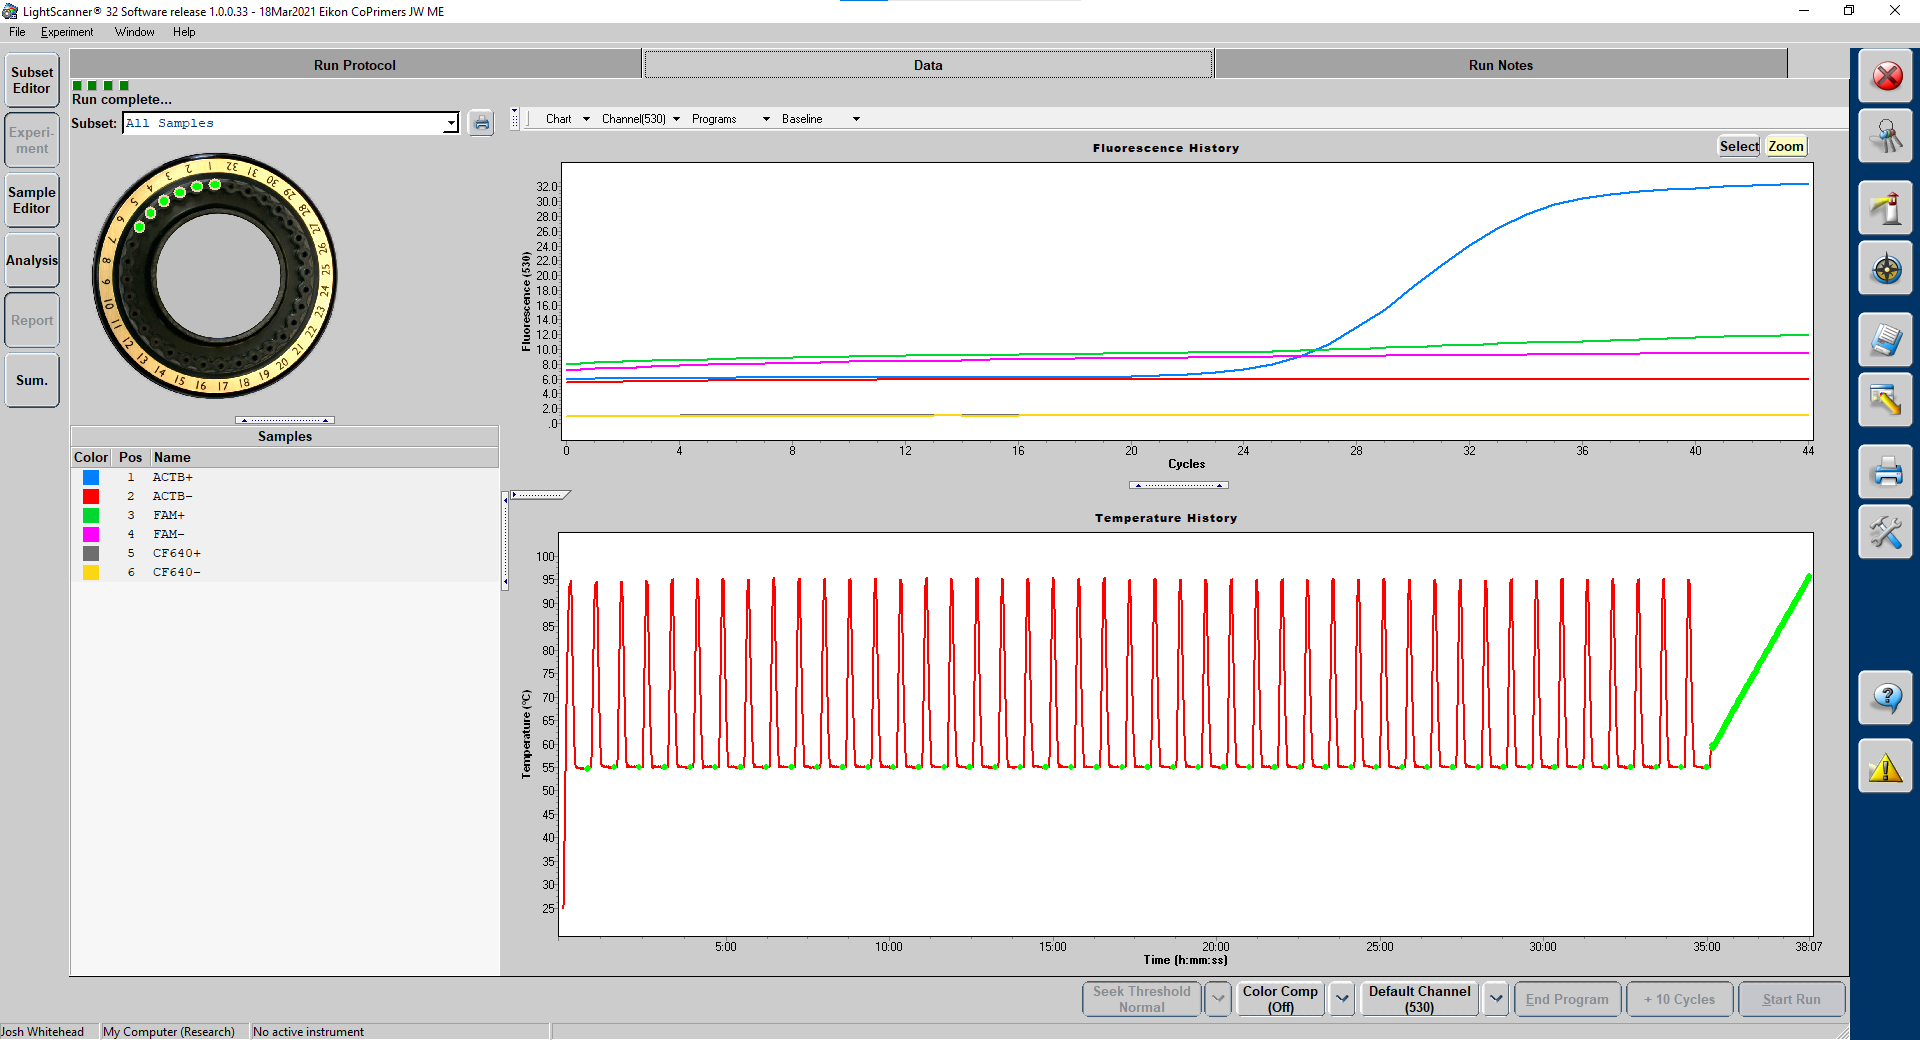 LightScanner® 32 Software release 1.0.0.33 - 18Mar2021 Eikon CoPrimers JW ME
File Experiment Window Help
Subset Editor
Experi-ment
Sample Editor
Analysis
Report
Sum.
Run Protocol Data Run Notes
Run complete...
Subset: All Samples
Chart Channel(530) Programs Baseline
1 2 3 4 5 6 7 8 9 10 11 12 13 14 15 16 17 18 19 20 21 22 23 24 25 26 27 28 29 30 31 32
Samples
Color Pos Name
1 ACTB+
2 ACTB-
3 FAM+
4 FAM-
5 CF640+
6 CF640-
Fluorescence History
Select Zoom
Fluorescence (530)
32.0
30.0
28.0
26.0
24.0
22.0
20.0
18.0
16.0
14.0
12.0
10.0
8.0
6.0
4.0
2.0
.0
0 4 8 12 16 20 24 28 32 36 40 44
Cycles
Temperature History
Temperature (°C)
100
95
90
85
80
75
70
65
60
55
50
45
40
35
30
25
5:00 10:00 15:00 20:00 25:00 30:00 35:00 38:07
Time (h:mm:ss)
Seek Threshold Normal
Color Comp (Off)
Default Channel (530)
End Program
+ 10 Cycles
Start Run
Josh Whitehead My Computer (Research) No active instrument